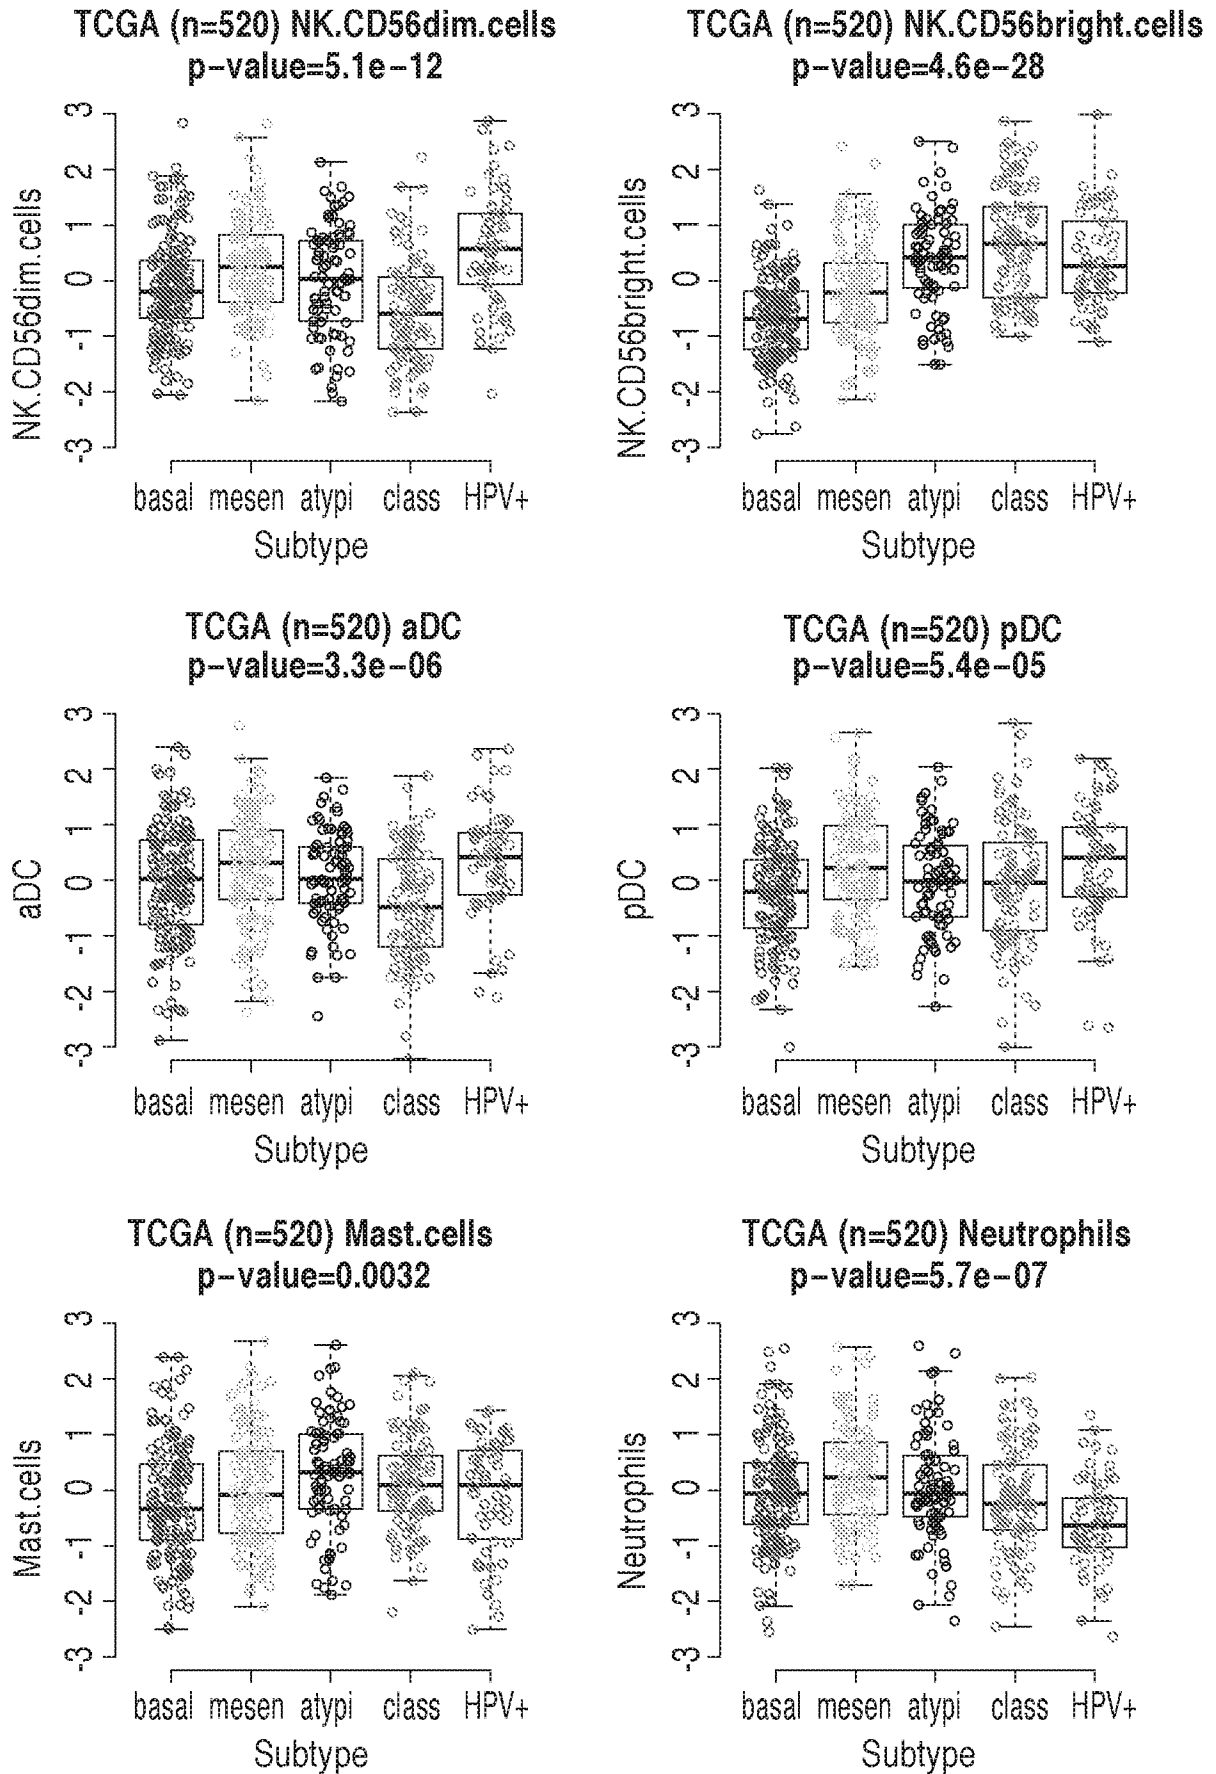 TCGA (n=520) NK.CD56dim.cells
p-value=5.1e-12
NK.CD56dim.cells
3
2
1
0
-1
-2
-3
basal mesen atypi class HPV+
Subtype
TCGA (n=520) NK.CD56bright.cells
p-value=4.6e-28
NK.CD56bright.cells
3
2
1
0
-1
-2
-3
basal mesen atypi class HPV+
Subtype
TCGA (n=520) aDC
p-value=3.3e-06
aDC
3
2
1
0
-1
-2
-3
basal mesen atypi class HPV+
Subtype
TCGA (n=520) pDC
p-value=5.4e-05
pDC
3
2
1
0
-1
-2
-3
basal mesen atypi class HPV+
Subtype
TCGA (n=520) Mast.cells
p-value=0.0032
Mast.cells
3
2
1
0
-1
-2
-3
basal mesen atypi class HPV+
Subtype
TCGA (n=520) Neutrophils
p-value=5.7e-07
Neutrophils
3
2
1
0
-1
-2
-3
basal mesen atypi class HPV+
Subtype